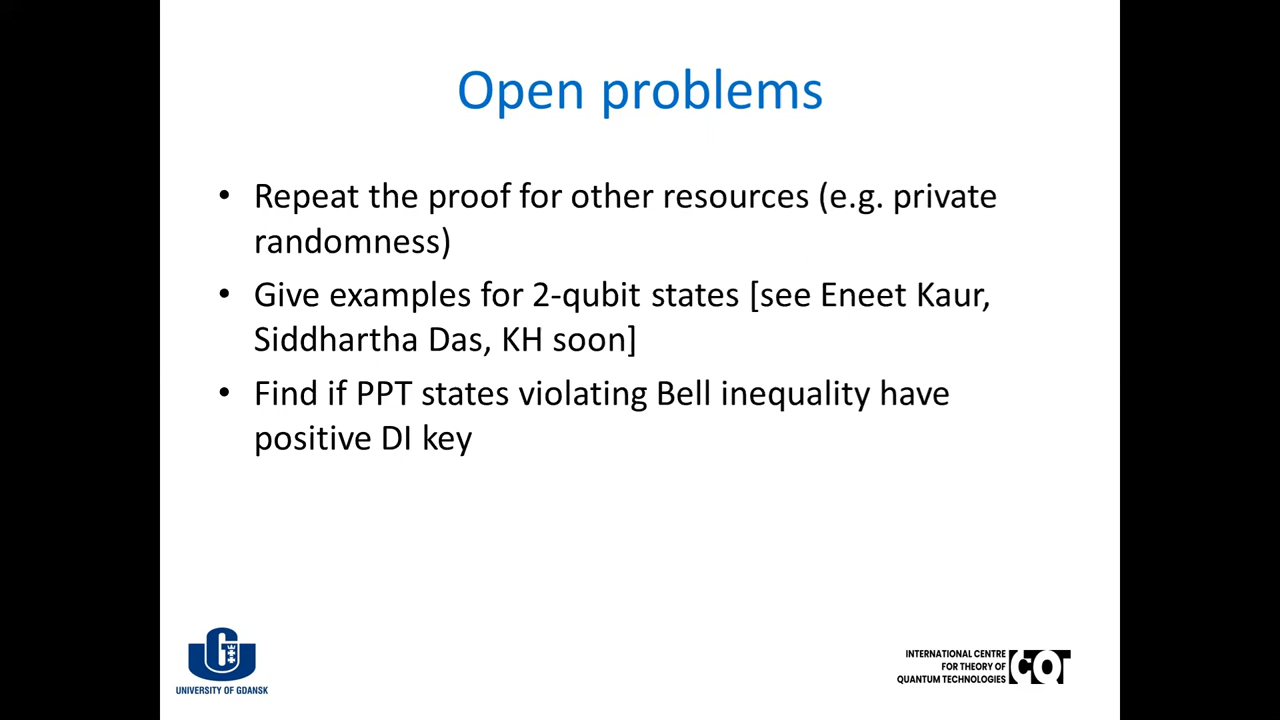 Open problems
• Repeat the proof for other resources (e.g. private
randomness)
• Give examples for 2-qubit states [see Eneet Kaur,
Siddhartha Das, KH soon]
• Find if PPT states violating Bell inequality have
positive DI key
UNIVERSITY OF GDANSK
INTERNATIONAL CENTRE
FOR THEORY OF
QUANTUM TECHNOLOGIES